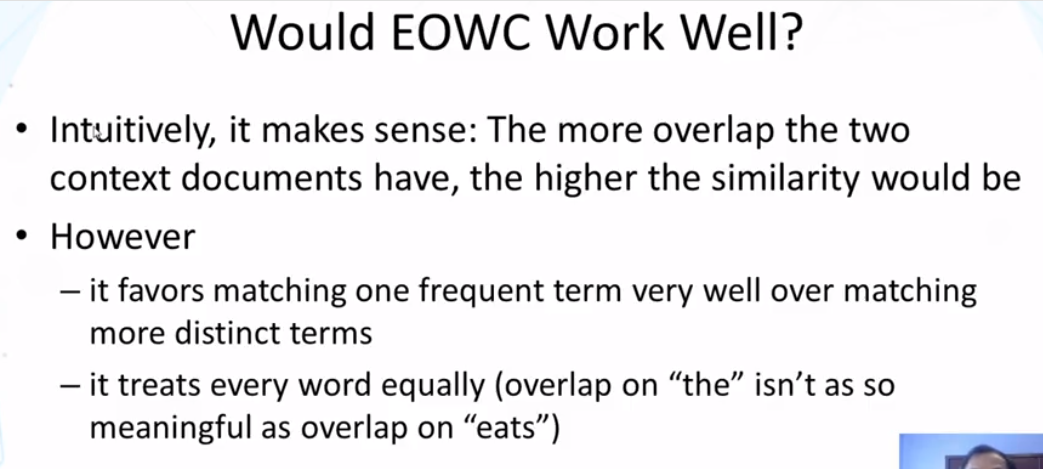 Would EOWC Work Well?
• Intuitively, it makes sense: The more overlap the two
context documents have, the higher the similarity would be
• However
– it favors matching one frequent term very well over matching
more distinct terms
– it treats every word equally (overlap on “the” isn’t as so
meaningful as overlap on “eats”)